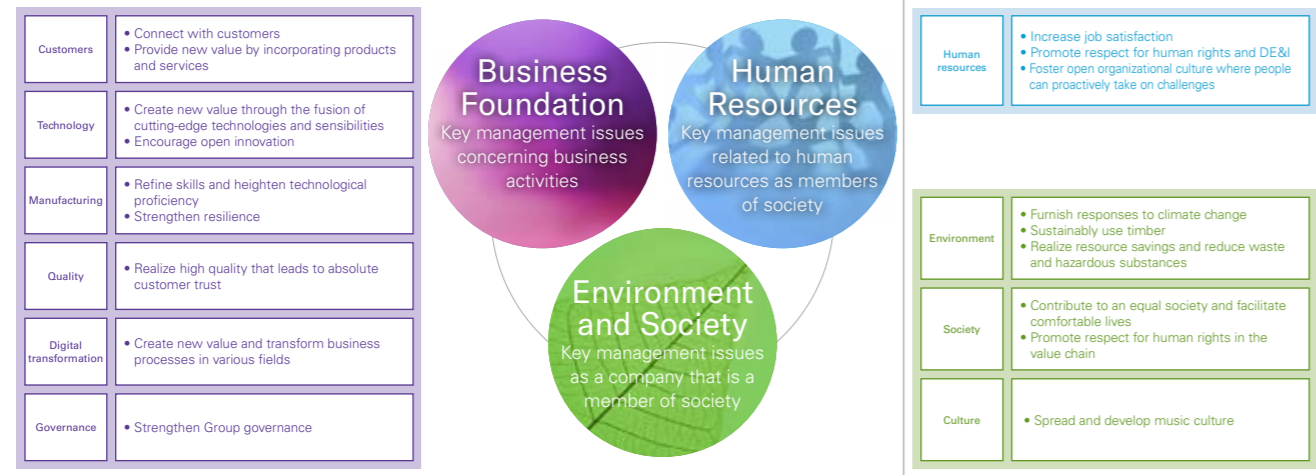 Customers
• Connect with customers
• Provide new value by incorporating products
and services
Technology
• Create new value through the fusion of
cutting-edge technologies and sensibilities
• Encourage open innovation
Manufacturing
• Refine skills and heighten technological
proficiency
• Strengthen resilience
Quality
• Realize high quality that leads to absolute
customer trust
Digital
transformation
• Create new value and transform business
processes in various fields
Governance
• Strengthen Group governance
Business
Foundation
Key management issues
concerning business
activities
Human
Resources
Key management issues
related to human
resources as members
of society
Environment
and Society
Key management issues
as a company that is a
member of society
Human
resources
• Increase job satisfaction
• Promote respect for human rights and DE&I
• Foster open organizational culture where people
can proactively take on challenges
Environment
• Furnish responses to climate change
• Sustainably use timber
• Realize resource savings and reduce waste
and hazardous substances
Society
• Contribute to an equal society and facilitate
comfortable lives
• Promote respect for human rights in the
value chain
Culture
• Spread and develop music culture